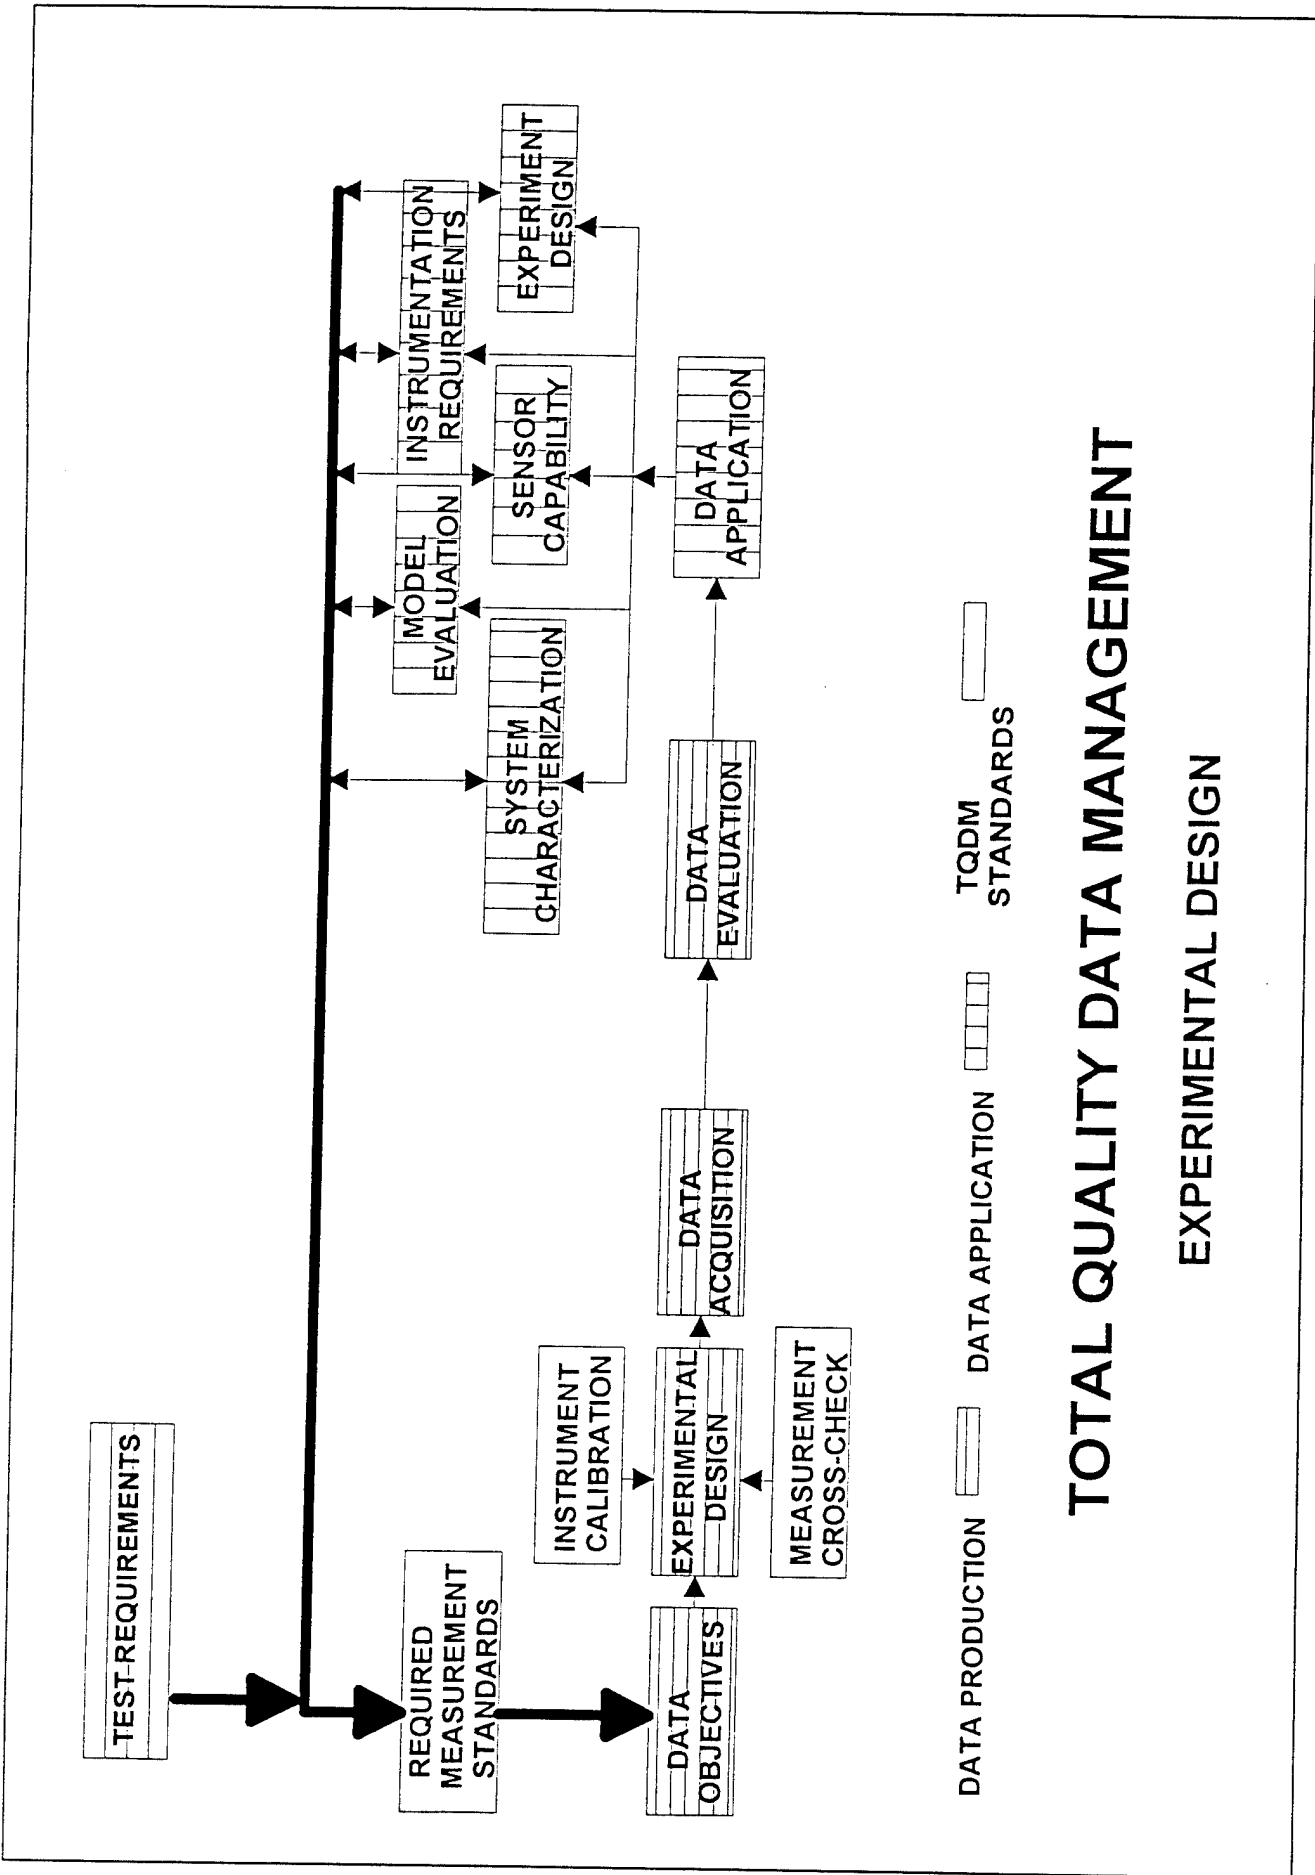 TEST REQUIREMENTS
REQUIRED
MEASUREMENT
STANDARDS
MODEL
EVALUATION
INSTRUMENTATION
REQUIREMENTS
SYSTEM
CHARACTERIZATION
SENSOR
CAPABILITY
EXPERIMENT
DESIGN
INSTRUMENT
CALIBRATION
DATA
OBJECTIVES
EXPERIMENTAL
DESIGN
DATA
ACQUISITION
DATA
EVALUATION
DATA
APPLICATION
MEASUREMENT
CROSS-CHECK
DATA PRODUCTION
DATA APPLICATION
TQDM
STANDARDS
TOTAL QUALITY DATA MANAGEMENT
EXPERIMENTAL DESIGN